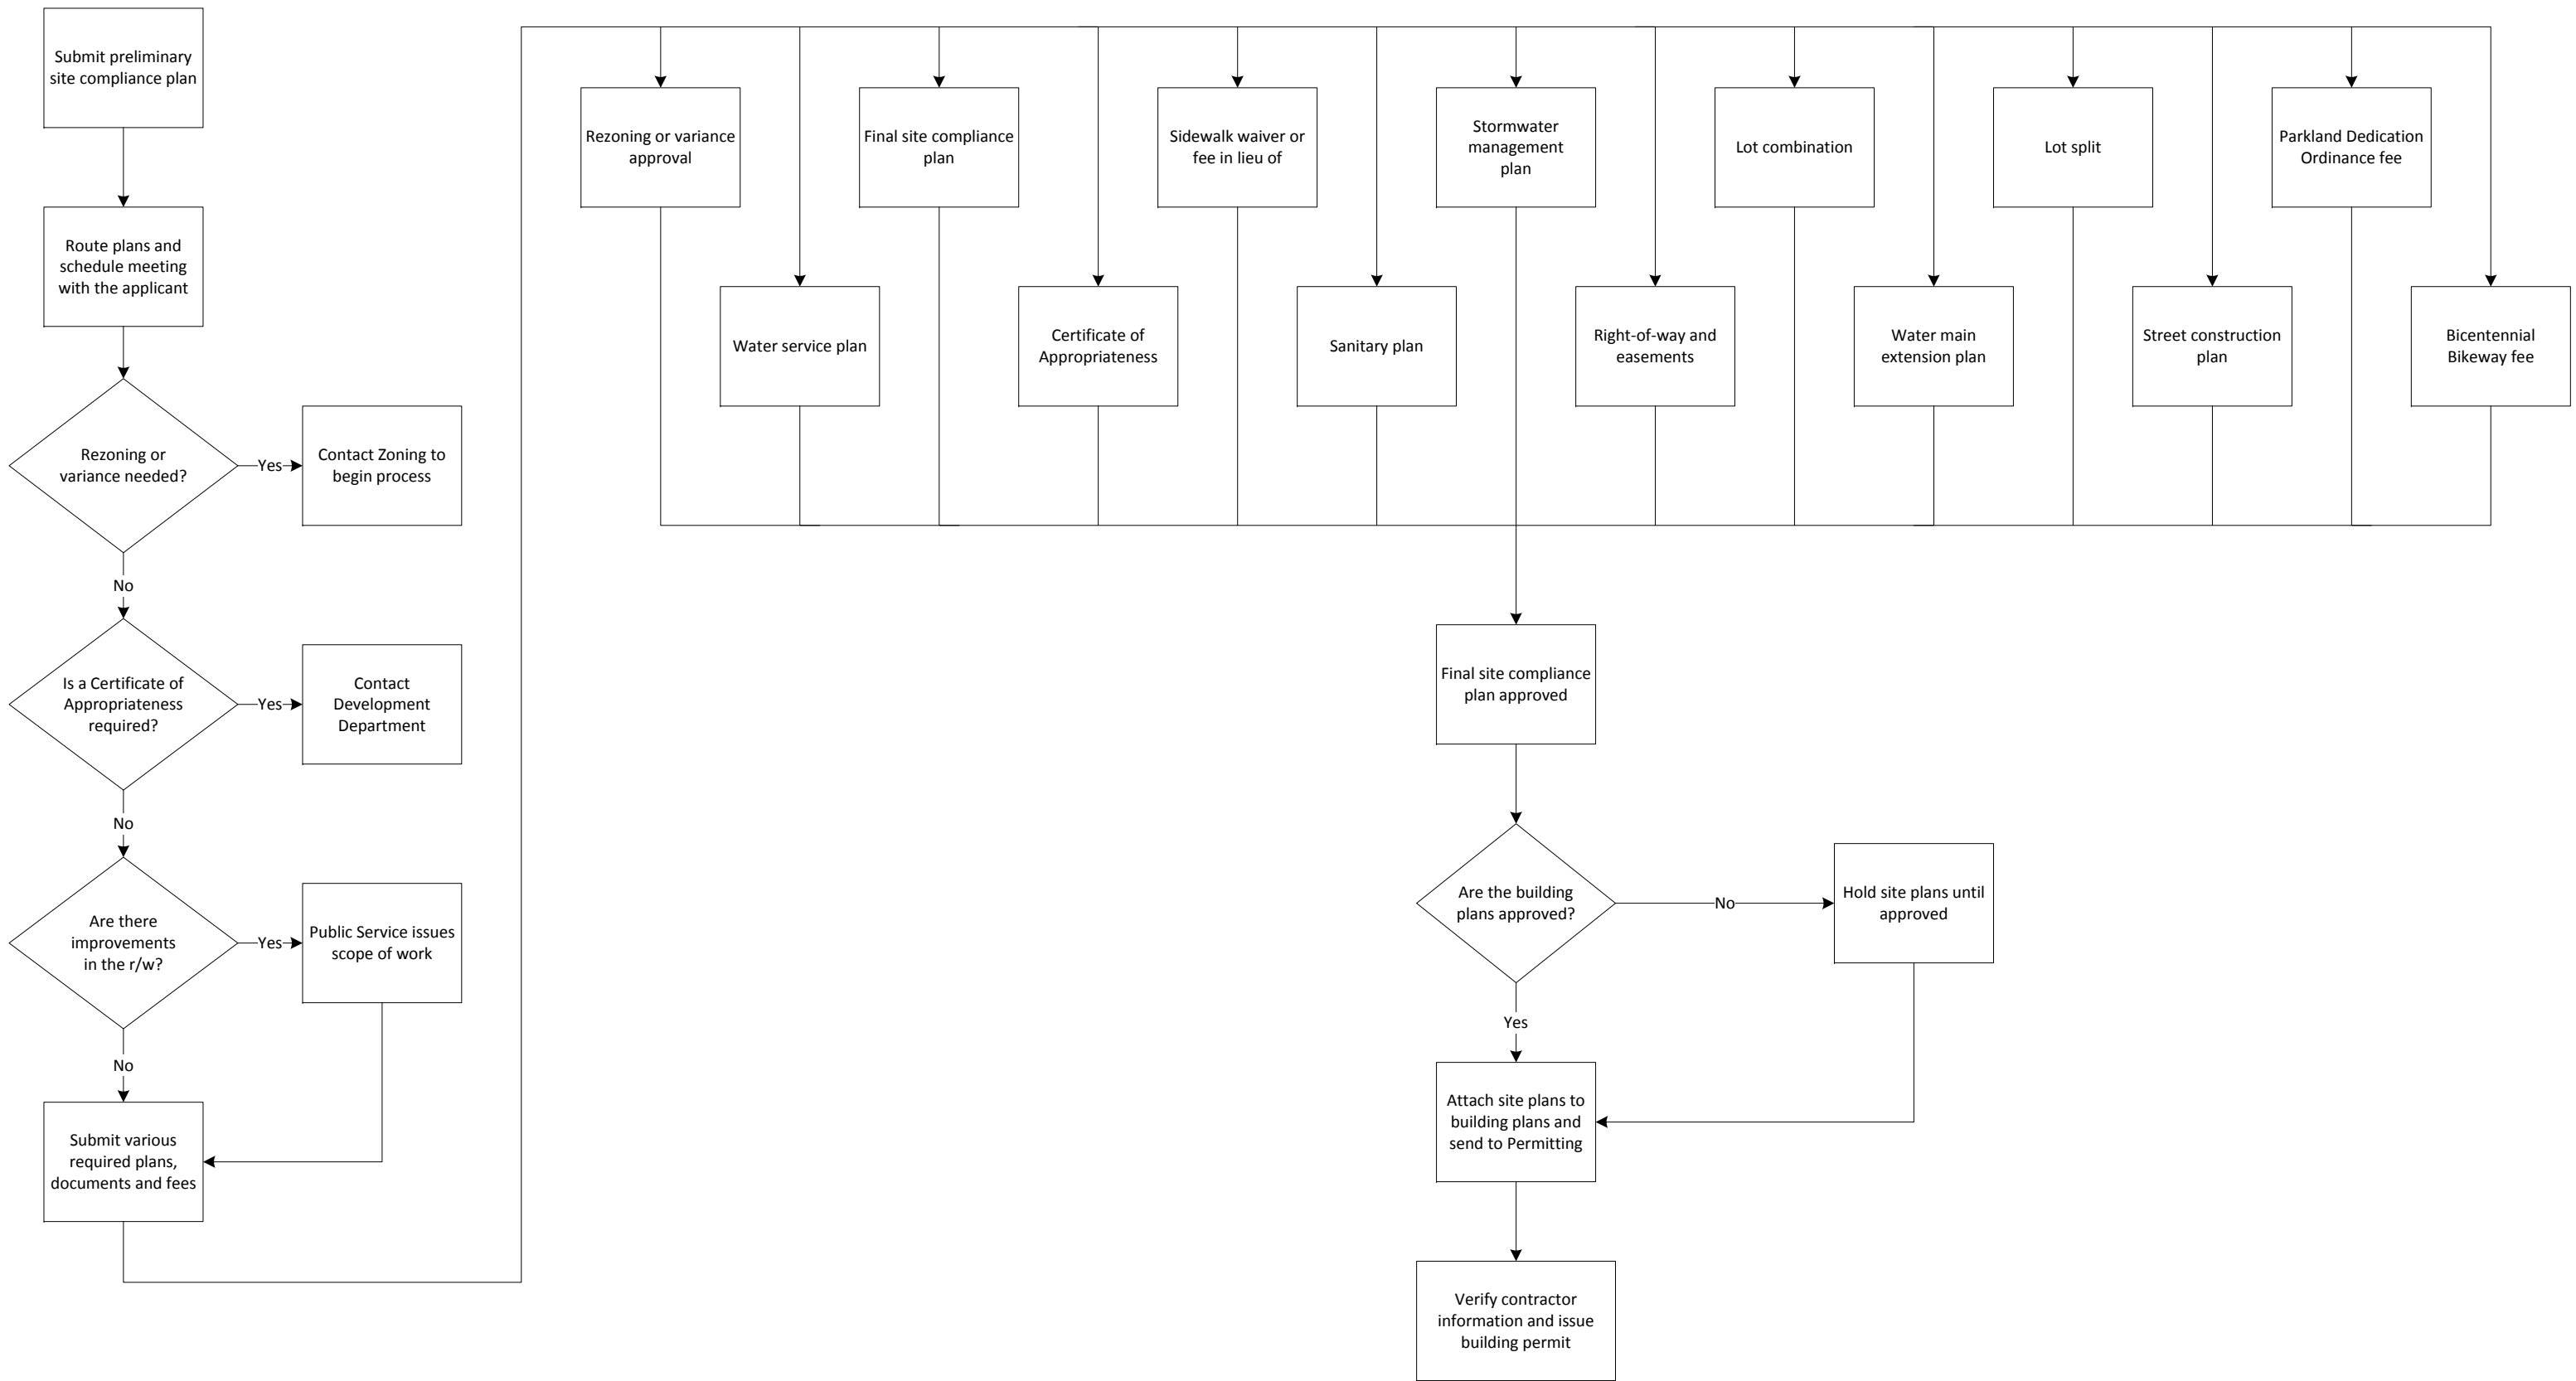 Submit preliminary
site compliance plan
Route plans and
schedule meeting
with the applicant
Rezoning or
variance needed?
Yes
Contact Zoning to
begin process
No
Is a Certificate of
Appropriateness
required?
Yes
Contact
Development
Department
No
Are there
improvements
in the r/w?
Yes
Public Service issues
scope of work
No
Submit various
required plans,
documents and fees
Rezoning or variance
approval
Final site compliance
plan
Sidewalk waiver or
fee in lieu of
Stormwater
management
plan
Lot combination
Lot split
Parkland Dedication
Ordinance fee
Water service plan
Certificate of
Appropriateness
Sanitary plan
Right-of-way and
easements
Water main
extension plan
Street construction
plan
Bicentennial
Bikeway fee
Final site compliance
plan approved
Are the building
plans approved?
No
Hold site plans until
approved
Yes
Attach site plans to
building plans and
send to Permitting
Verify contractor
information and issue
building permit